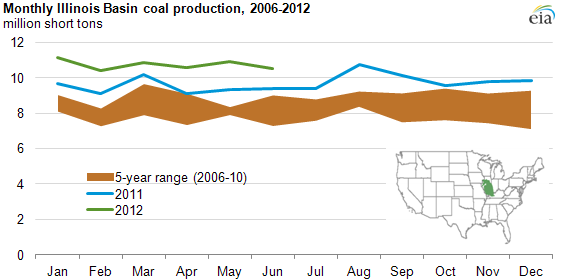 Monthly Illinois Basin coal production, 2006-2012
million short tons
eia
12
10
8
6
4
2
0
5-year range (2006-10)
2011
2012
Jan Feb Mar Apr May Jun Jul Aug Sep Oct Nov Dec